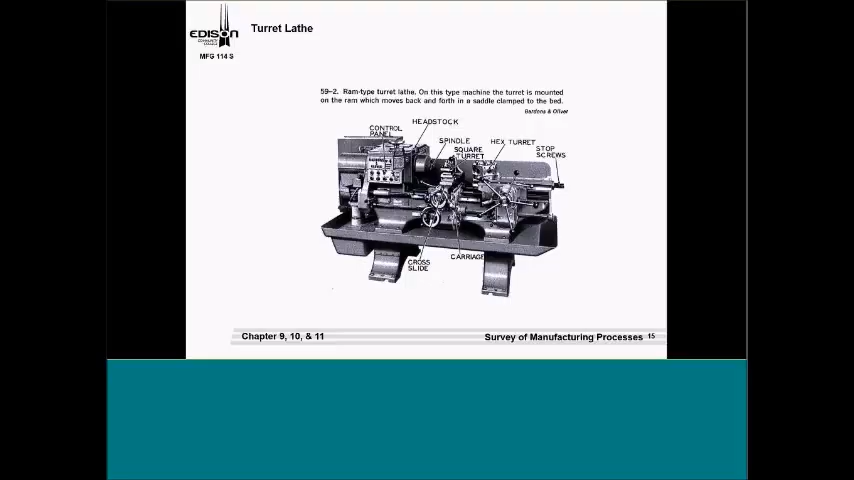 EDISON
COMMUNITY
COLLEGE
MFG 114 S
Turret Lathe
59-2. Ram-type turret lathe. On this type machine the turret is mounted
on the ram which moves back and forth in a saddle clamped to the bed.
Bardons & Oliver
HEADSTOCK
CONTROL
PANEL
SPINDLE
SQUARE
TURRET
HEX TURRET
STOP
SCREWS
CROSS
SLIDE
CARRIAGE
Chapter 9, 10, & 11
Survey of Manufacturing Processes 15